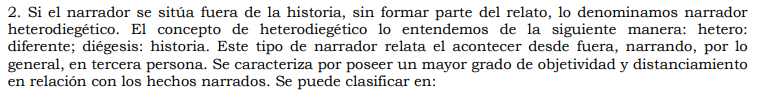 2. Si el narrador se sitúa fuera de la historia, sin formar parte del relato, lo denominamos narrador
heterodiegético. El concepto de heterodiegético lo entendemos de la siguiente manera: hetero:
diferente; diégesis: historia. Este tipo de narrador relata el acontecer desde fuera, narrando, por lo
general, en tercera persona. Se caracteriza por poseer un mayor grado de objetividad y distanciamiento
en relación con los hechos narrados. Se puede clasificar en: